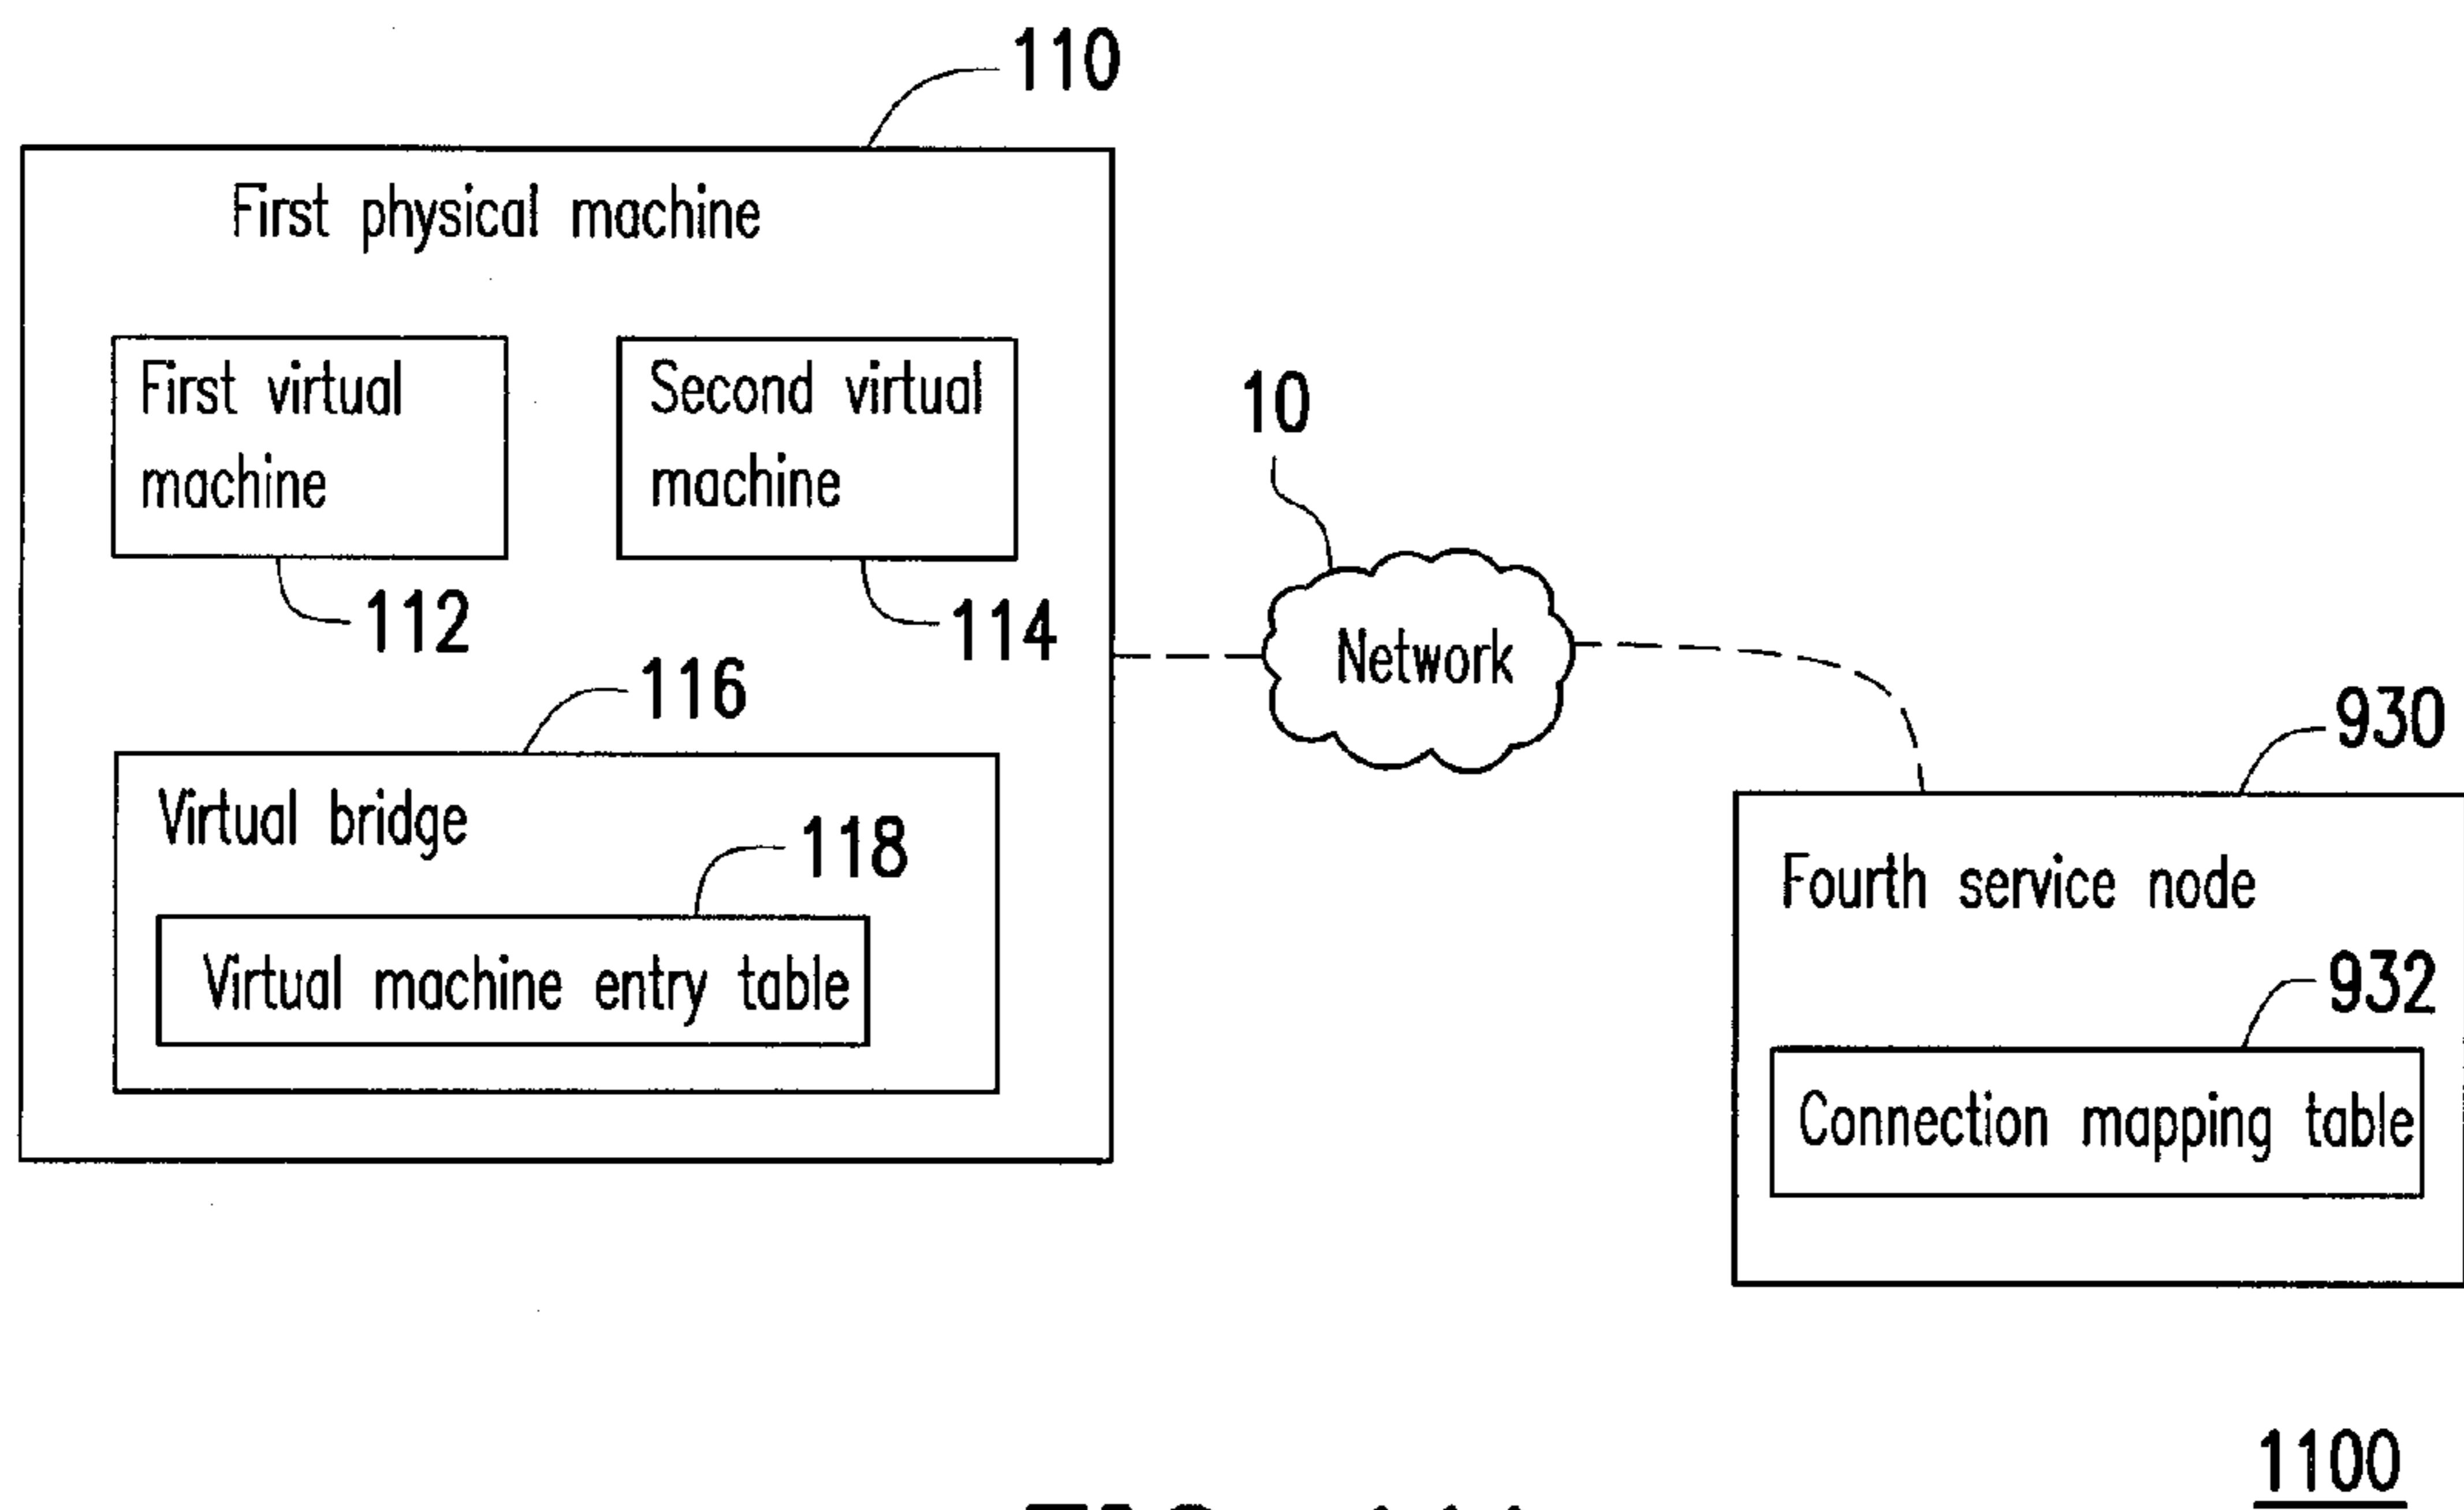 110
First physical machine
First virtual
machine
112
Second virtual
machine
114
116
Virtual bridge
118
Virtual machine entry table
10
Network
930
Fourth service node
932
Connection mapping table
1100